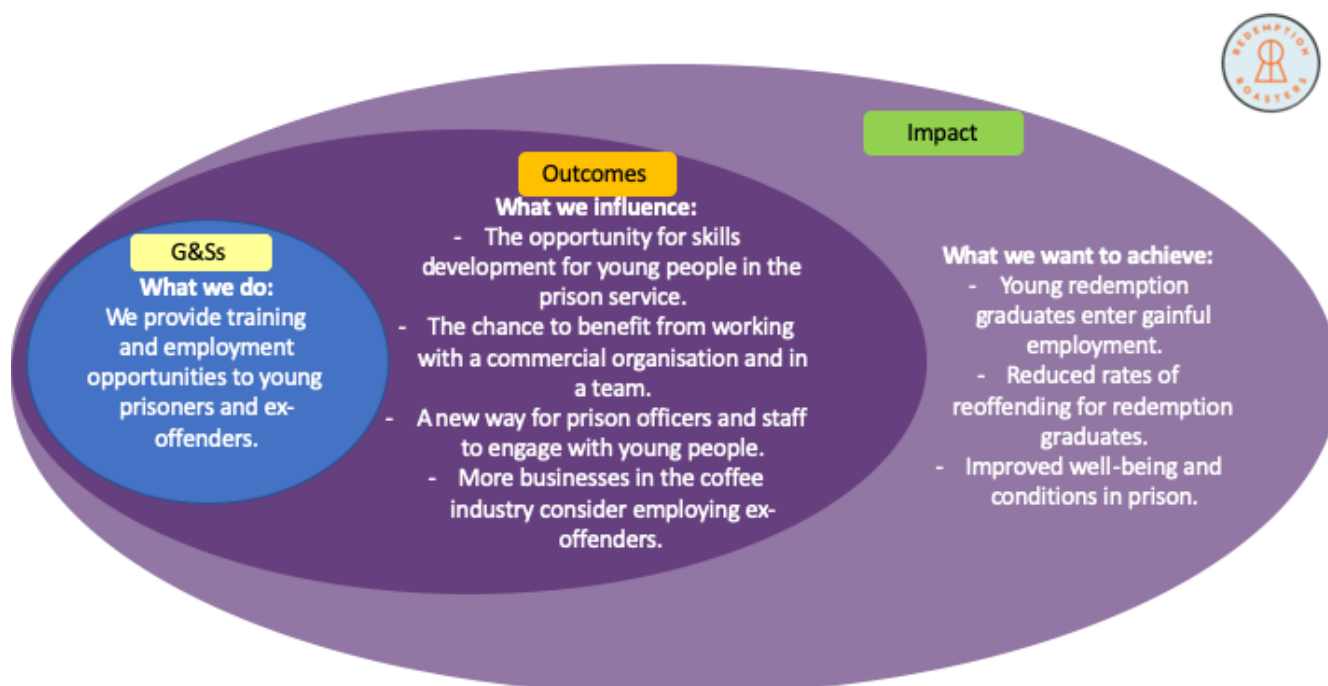 REDEMPTION
ROASTERS
Impact
Outcomes
What we influence:
- The opportunity for skills
development for young people in the
prison service.
- The chance to benefit from working
with a commercial organisation and in
a team.
- A new way for prison officers and staff
to engage with young people.
- More businesses in the coffee
industry consider employing ex-
offenders.
G&Ss
What we do:
We provide training
and employment
opportunities to young
prisoners and ex-
offenders.
What we want to achieve:
- Young redemption
graduates enter gainful
employment.
- Reduced rates of
reoffending for redemption
graduates.
- Improved well-being and
conditions in prison.